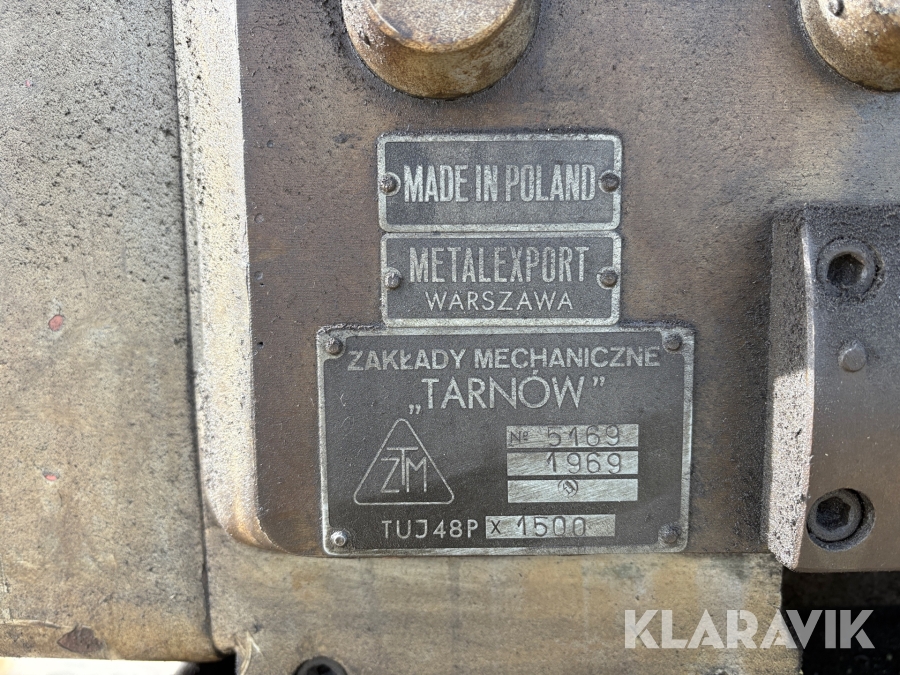 MADE IN POLAND
METALEXPORT
WARSZAWA
ZAKŁADY MECHANICZNE
„TARNÓW”
ZTM
№ 5169
1969
TUJ48P x 1500
KLARAVIK